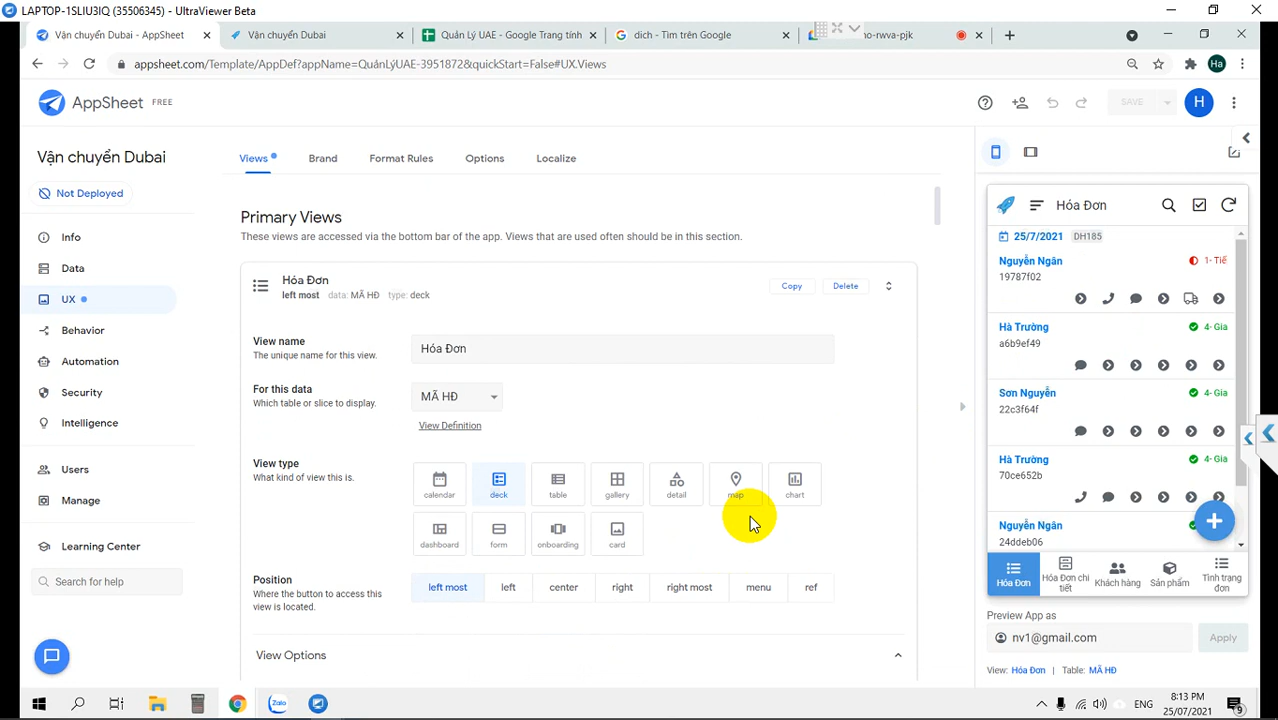 LAPTOP-1SLIU3IQ (35506345) - UltraViewer Beta
Vận chuyển Dubai - AppSheet
Vận chuyển Dubai
Quản Lý UAE - Google Trang tính
dich - Tìm trên Google
no-rwva-pjk
appsheet.com/Template/AppDef?appName=QuảnLýUAE-3951872&quickStart=False#UX.Views
Ha
AppSheet FREE
SAVE
H
Vận chuyển Dubai
Not Deployed
Info
Data
UX
Behavior
Automation
Security
Intelligence
Users
Manage
Learning Center
Search for help
Views
Brand
Format Rules
Options
Localize
Primary Views
These views are accessed via the bottom bar of the app. Views that are used often should be in this section.
Hóa Đơn
left most data: MÃ HĐ type: deck
Copy
Delete
View name
The unique name for this view.
Hóa Đơn
For this data
Which table or slice to display.
MÃ HĐ
View Definition
View type
What kind of view this is.
calendar
deck
table
gallery
detail
map
chart
dashboard
form
onboarding
card
Position
Where the button to access this view is located.
left most
left
center
right
right most
menu
ref
View Options
Hóa Đơn
25/7/2021 DH185
Nguyễn Ngân
1- Tiế
19787f02
Hà Trường
4- Gia
a6b9ef49
Sơn Nguyễn
4- Gia
22c3f64f
Hà Trường
4- Gia
70ce652b
Nguyễn Ngân
24ddeb06
Hóa Đơn
Hóa Đơn chi tiết
Khách hàng
Sản phẩm
Tình trạng đơn
Preview App as
nv1@gmail.com
Apply
View: Hóa Đơn | Table: MÃ HĐ
Zalo
ENG
8:13 PM
25/07/2021
9